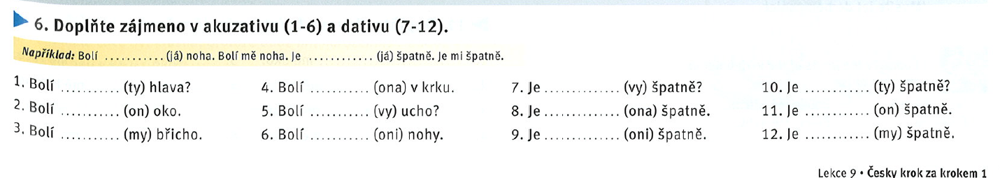 6. Doplňte zájmeno v akuzativu (1-6) a dativu (7-12).
Například: Bolí ........... (já) noha. Bolí mě noha. Je ............ (já) špatně. Je mi špatně.
1. Bolí ........... (ty) hlava?
2. Bolí ........... (on) oko.
3. Bolí ........... (my) břicho.
4. Bolí ........... (ona) v krku.
5. Bolí ........... (vy) ucho?
6. Bolí ........... (oni) nohy.
7. Je .............. (vy) špatně?
8. Je .............. (ona) špatně.
9. Je .............. (oni) špatně.
10. Je ............ (ty) špatně?
11. Je ............ (on) špatně.
12. Je ............ (my) špatně.
Lekce 9 • Česky krok za krokem 1